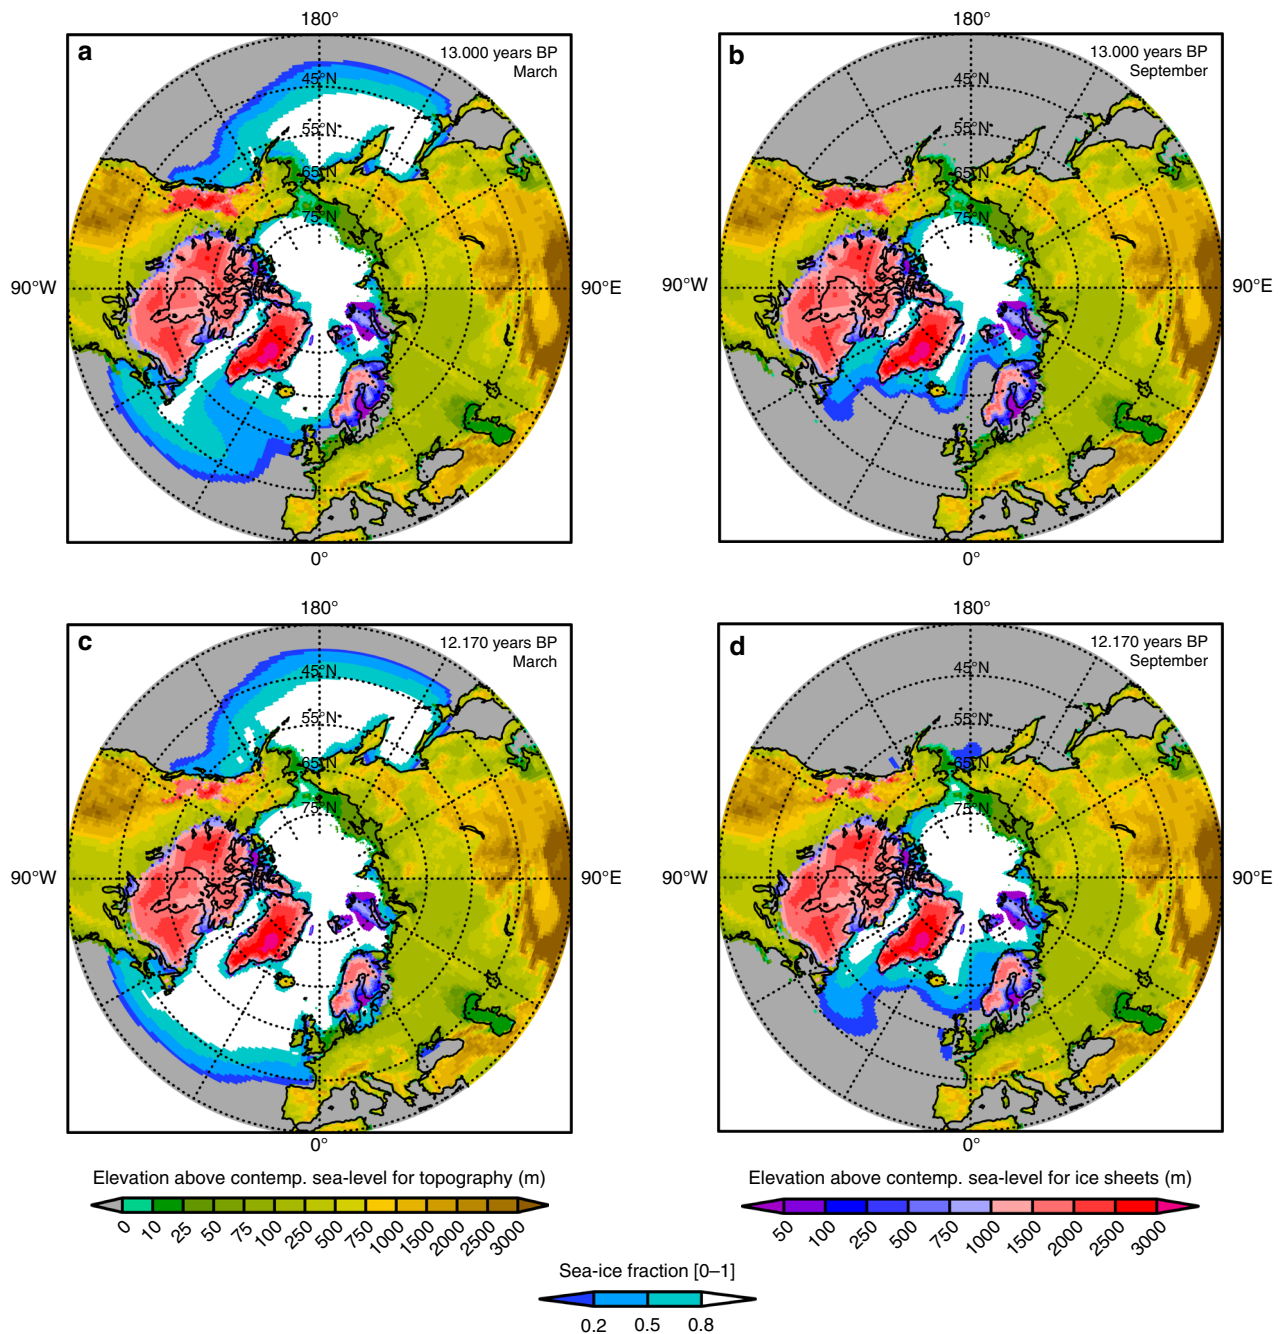 180°
180°
a
13.000 years BP
March
45°N
55°N
65°N
75°N
90°W
90°E
0°
b
13.000 years BP
September
45°N
55°N
65°N
75°N
90°W
90°E
0°
180°
180°
c
12.170 years BP
March
45°N
55°N
65°N
75°N
90°W
90°E
0°
d
12.170 years BP
September
45°N
55°N
65°N
75°N
90°W
90°E
0°
Elevation above contemp. sea-level for topography (m)
0 10 25 50 75 100 250 500 750 1000 1500 2000 2500 3000
Elevation above contemp. sea-level for ice sheets (m)
50 100 250 500 750 1000 1500 2000 2500 3000
Sea-ice fraction [0–1]
0.2 0.5 0.8